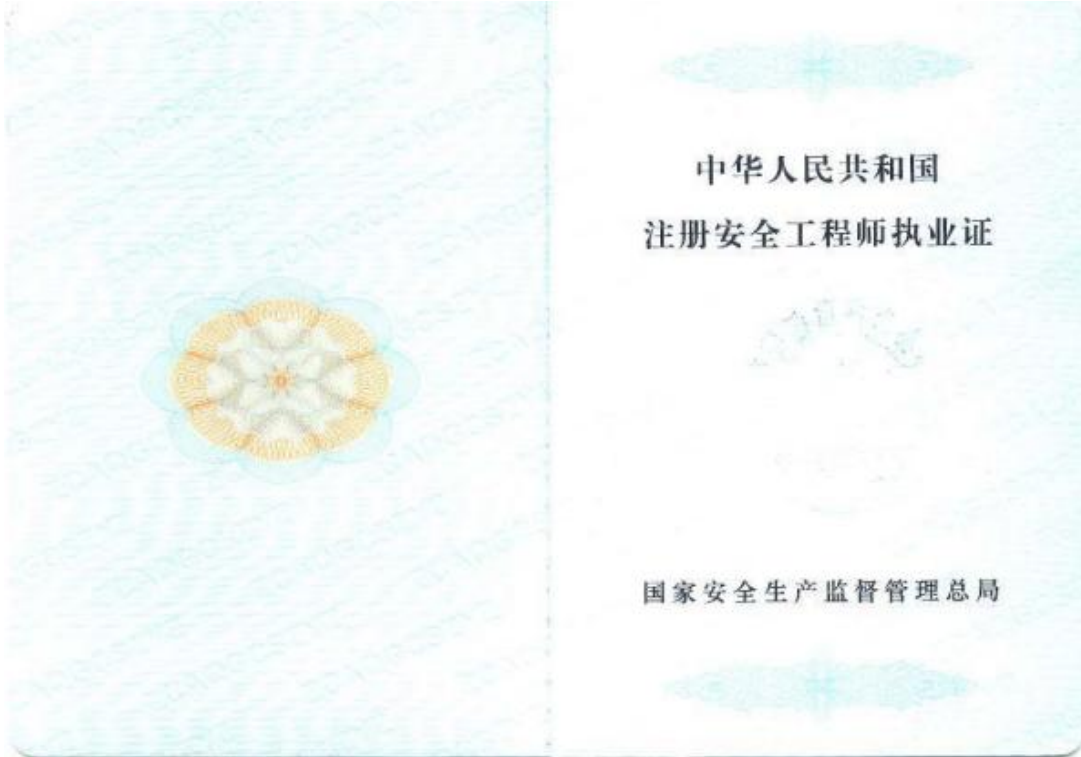 中华人民共和国
注册安全工程师执业证
国家安全生产监督管理总局